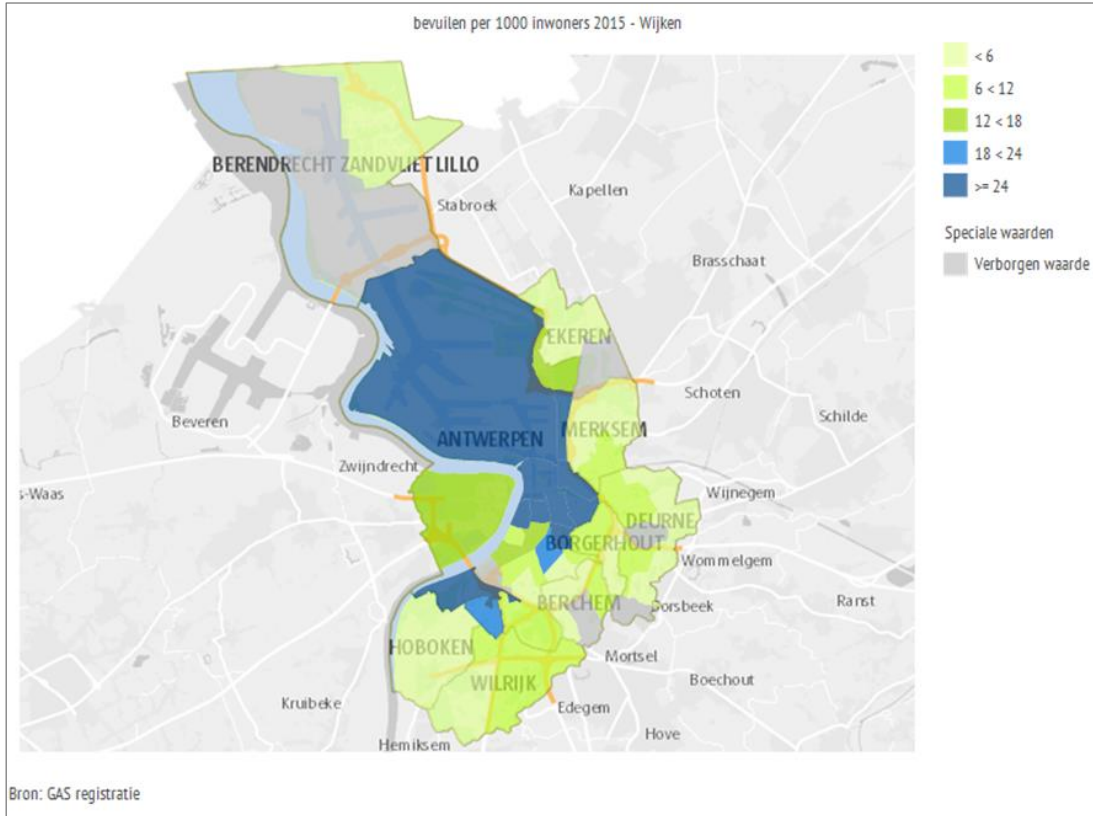 bevuilen per 1000 inwoners 2015 - Wijken
< 6
6 < 12
12 < 18
18 < 24
>= 24
Speciale waarden
Verborgen waarde
BERENDRECHT ZANDVLIET LILLO
Kapellen
Stabroek
Brasschaat
EKEREN
Schoten
Schilde
Beveren
MERKSEM
ANTWERPEN
Zwijndrecht
s-Waas
Wijnegem
DEURNE
BORGERHOUT
Wommelgem
BERCHEM
Borsbeek
Ranst
HOBOKEN
Mortsel
WILRIJK
Boechout
Kruibeke
Edegem
Hove
Hemiksem
Bron: GAS registratie